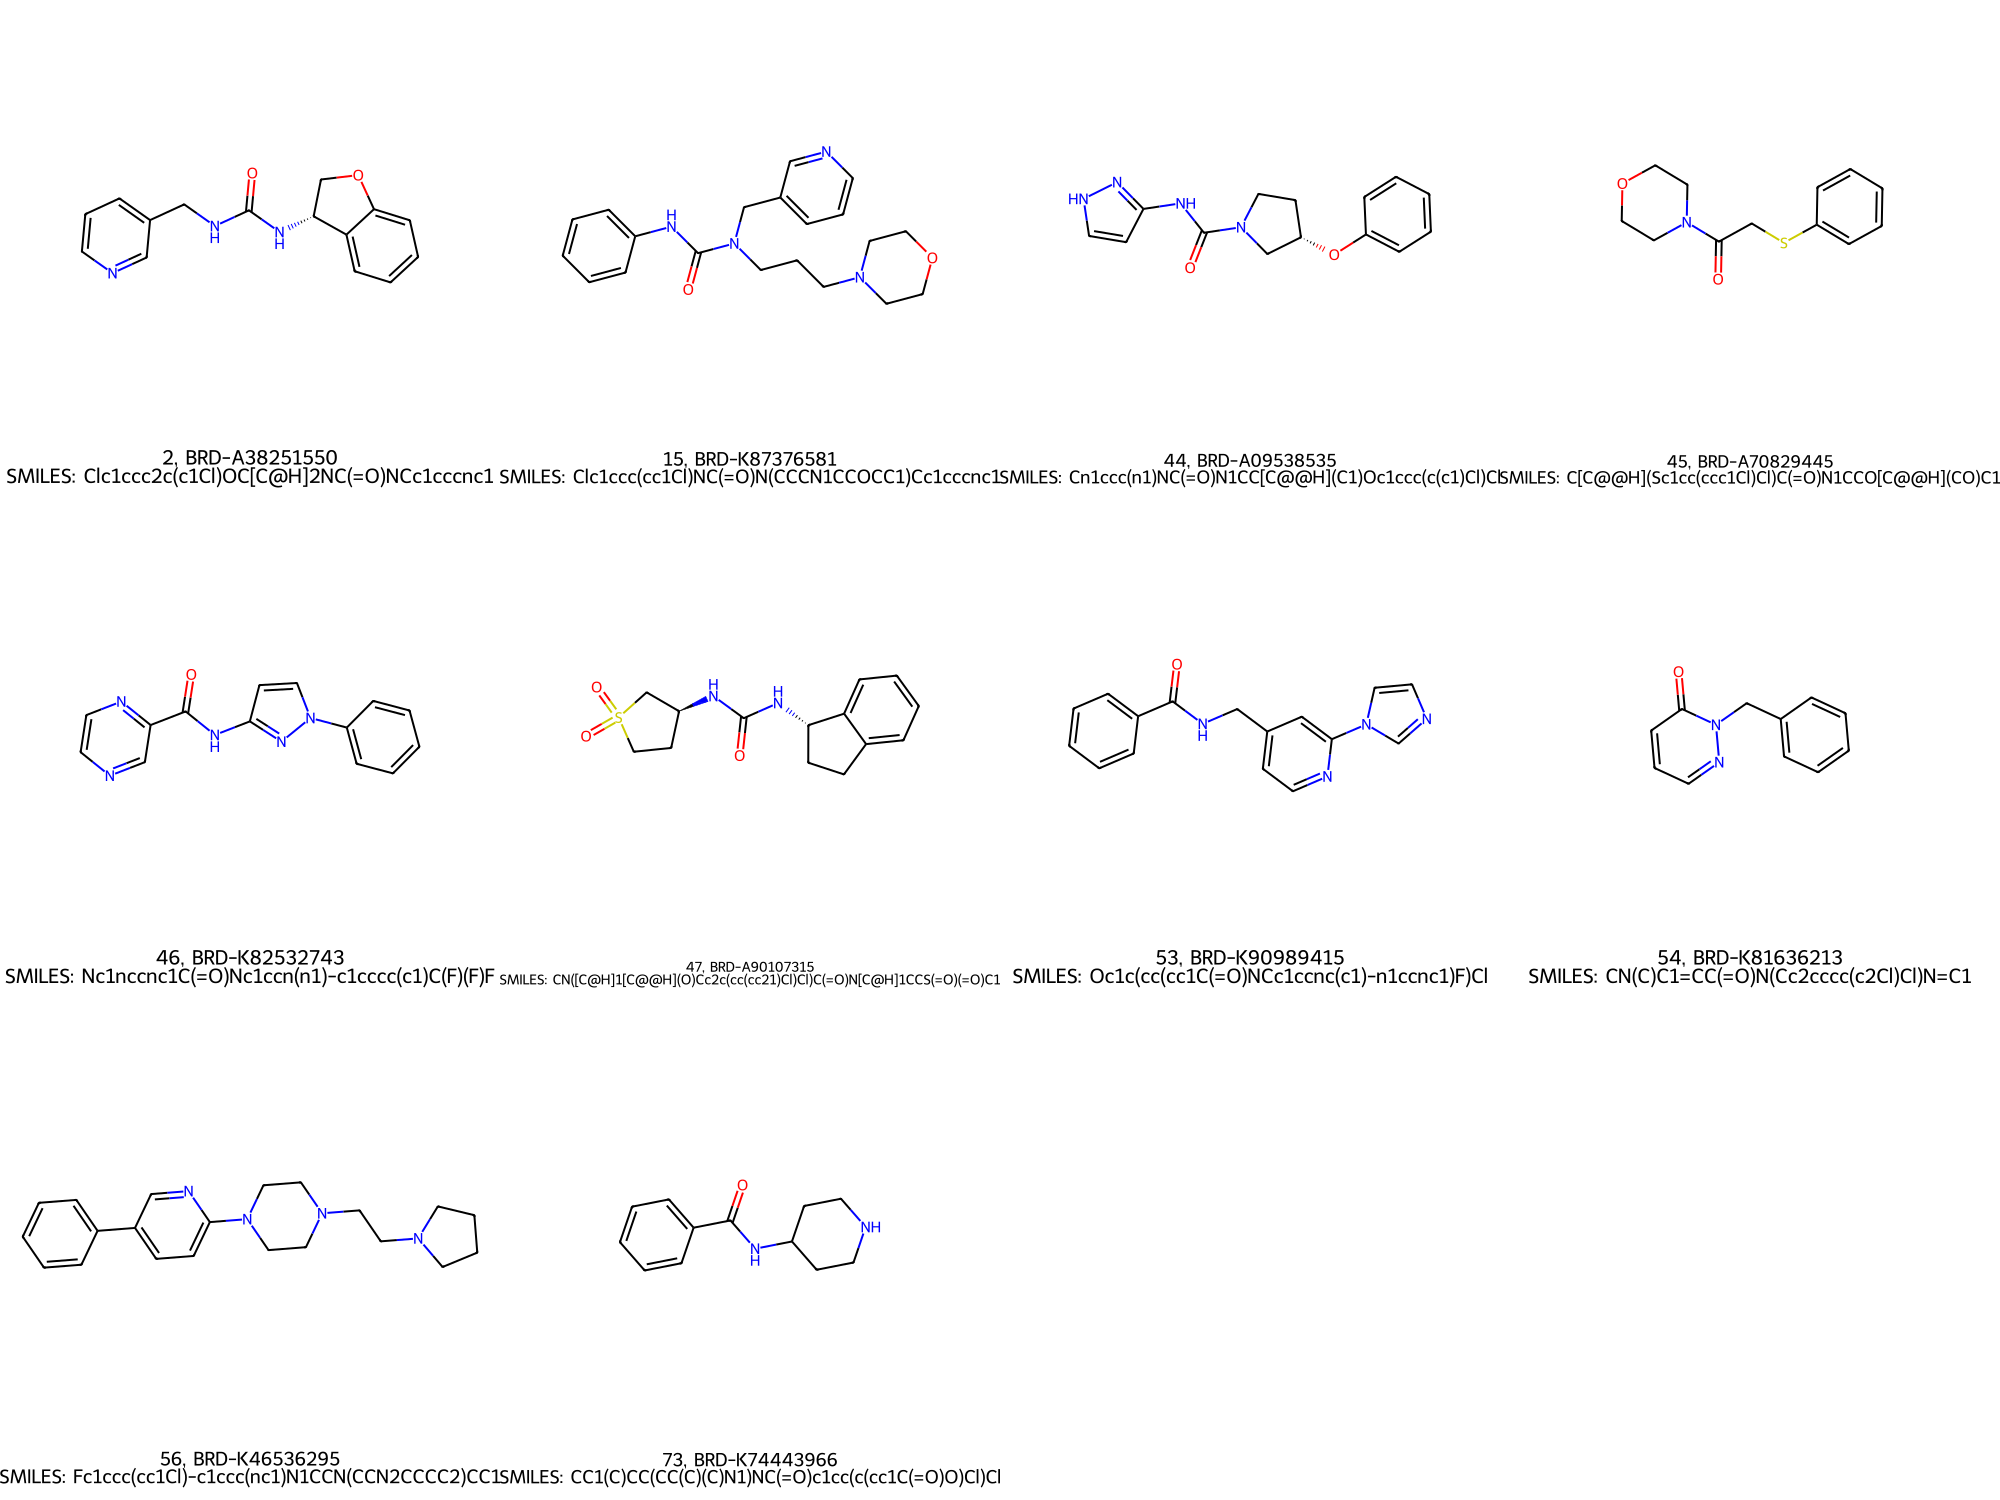 2, BRD-A38251550
SMILES: Clc1ccc2c(c1Cl)OC[C@H]2NC(=O)NCc1cccnc1
15, BRD-K87376581
SMILES: Clc1ccc(cc1Cl)NC(=O)N(CCCN1CCOCC1)Cc1cccnc1
44, BRD-A09538535
SMILES: Cn1ccc(n1)NC(=O)N1CC[C@@H](C1)Oc1ccc(c(c1)Cl)Cl
45, BRD-A70829445
SMILES: C[C@@H](Sc1cc(ccc1Cl)Cl)C(=O)N1CCO[C@@H](CO)C1
46, BRD-K82532743
SMILES: Nc1nccnc1C(=O)Nc1ccn(n1)-c1cccc(c1)C(F)(F)F
47, BRD-A90107315
SMILES: CN([C@H]1[C@@H](O)Cc2c(cc(cc21)Cl)Cl)C(=O)N[C@H]1CCS(=O)(=O)C1
53, BRD-K90989415
SMILES: Oc1c(cc(cc1C(=O)NCc1ccnc(c1)-n1ccnc1)F)Cl
54, BRD-K81636213
SMILES: CN(C)C1=CC(=O)N(Cc2cccc(c2Cl)Cl)N=C1
56, BRD-K46536295
SMILES: Fc1ccc(cc1Cl)-c1ccc(nc1)N1CCN(CCN2CCCC2)CC1
73, BRD-K74443966
SMILES: CC1(C)CC(CC(C)(C)N1)NC(=O)c1cc(c(cc1C(=O)O)Cl)Cl